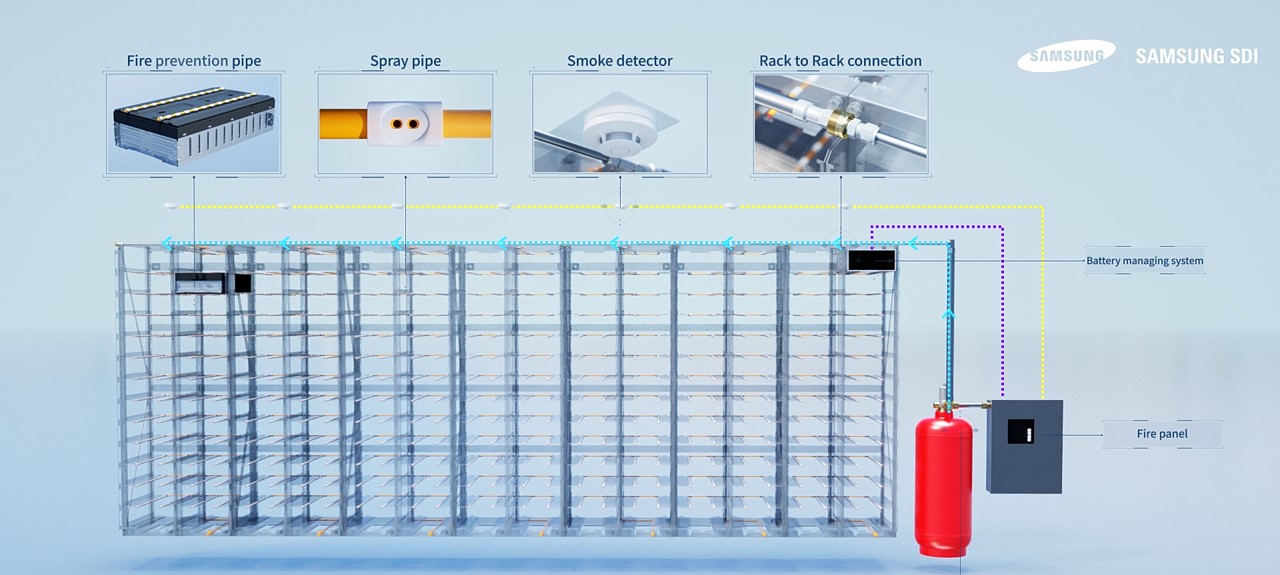 Fire prevention pipe
Spray pipe
Smoke detector
Rack to Rack connection
SAMSUNG
SAMSUNG SDI
Battery managing system
Fire panel